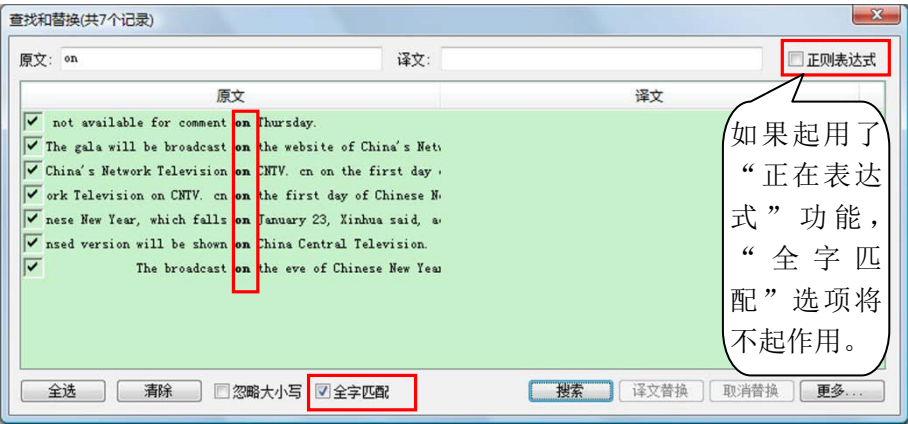 查找和替换(共7个记录)
原文: on 译文: 正则表达式
原文 译文
not available for comment on Thursday.
The gala will be broadcast on the website of China's Netw
China's Network Television on CNTV. cn on the first day
ork Television on CNTV. cn on the first day of Chinese N
nese New Year, which falls on January 23, Xinhua said, a
nsed version will be shown on China Central Television.
The broadcast on the eve of Chinese New Yea
如果起用了
“正在表达
式”功能，
“全字匹
配”选项将
不起作用。
全选 清除 忽略大小写 全字匹配 搜索 译文替换 取消替换 更多...